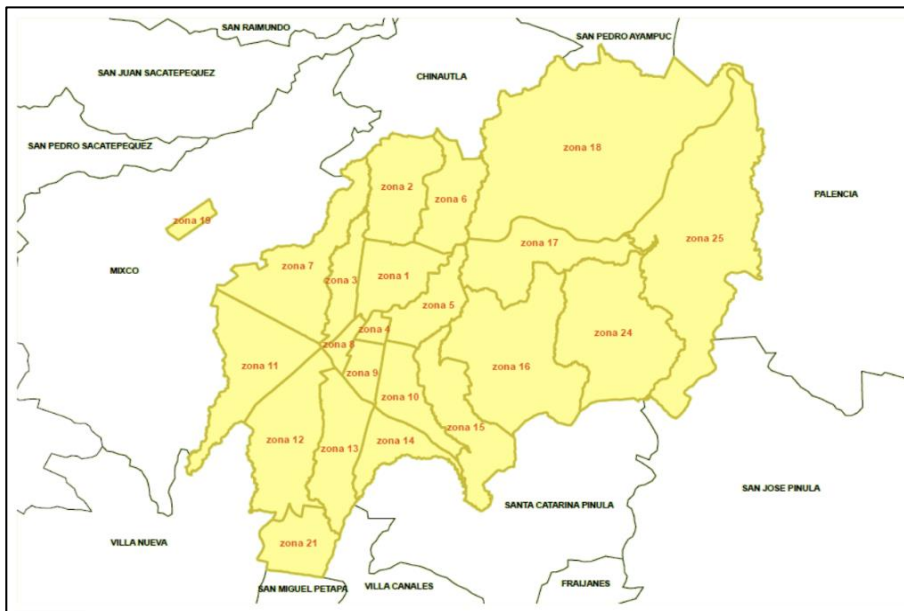 SAN RAIMUNDO
SAN PEDRO AYAMPUC
SAN JUAN SACATEPEQUEZ
CHINAUTLA
SAN PEDRO SACATEPEQUEZ
zona 18
zona 2
zona 6
PALENCIA
zona 19
zona 25
zona 17
MIXCO
zona 7
zona 3
zona 1
zona 5
zona 4
zona 24
zona 8
zona 11
zona 9
zona 16
zona 10
zona 15
zona 12
zona 13
zona 14
SAN JOSE PINULA
SANTA CATARINA PINULA
VILLA NUEVA
zona 21
SAN MIGUEL PETAPA
VILLA CANALES
FRAIJANES